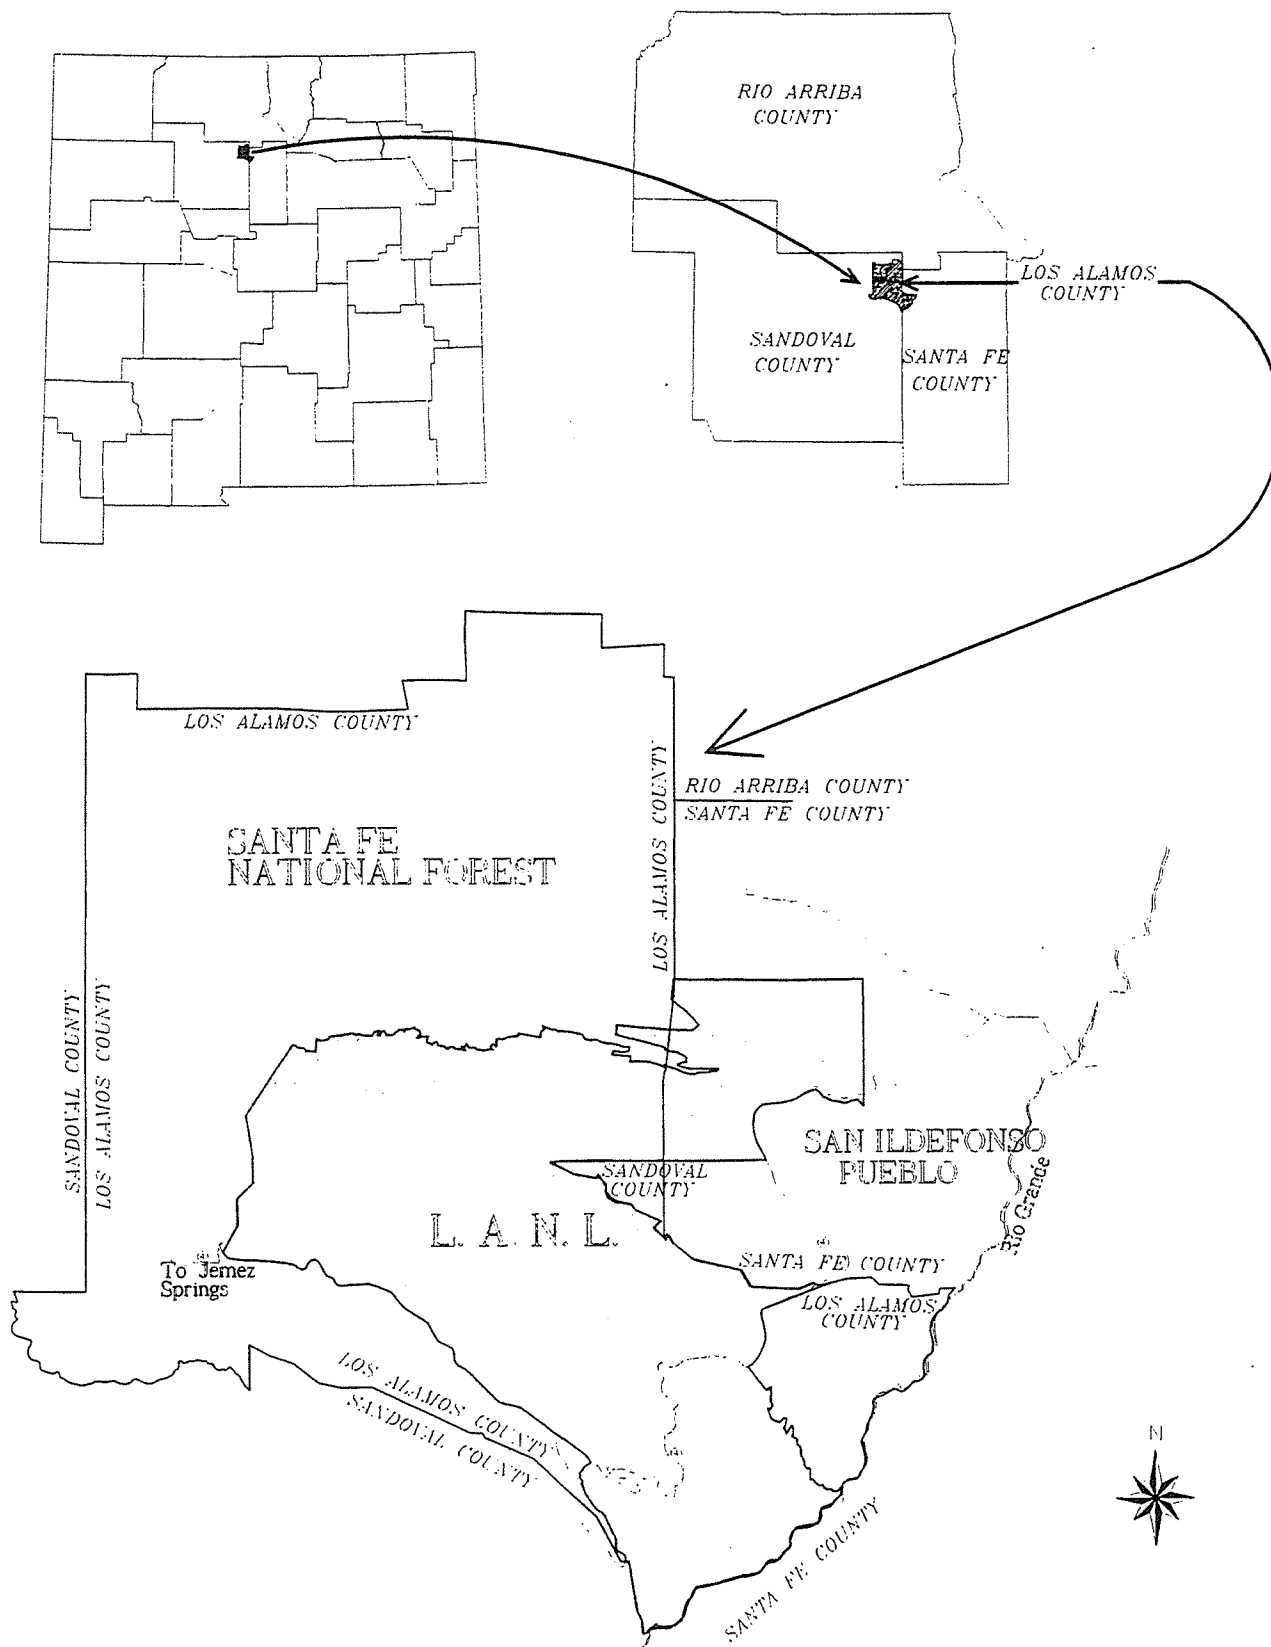 RIO ARRIBA
COUNTY
LOS ALAMOS
COUNTY
SANDOVAL
COUNTY
SANTA FE
COUNTY
LOS ALAMOS COUNTY
LOS ALAMOS COUNTY
RIO ARRIBA COUNTY
SANTA FE COUNTY
SANTA FE
NATIONAL FOREST
SANDOVAL COUNTY
LOS ALAMOS COUNTY
SAN ILDEFONSO
PUEBLO
SANDOVAL
COUNTY
Rio Grande
L. A. N. L.
SANTA FE COUNTY
To Jemez
Springs
LOS ALAMOS
COUNTY
LOS ALAMOS COUNTY
SANDOVAL COUNTY
N
SANTA FE COUNTY